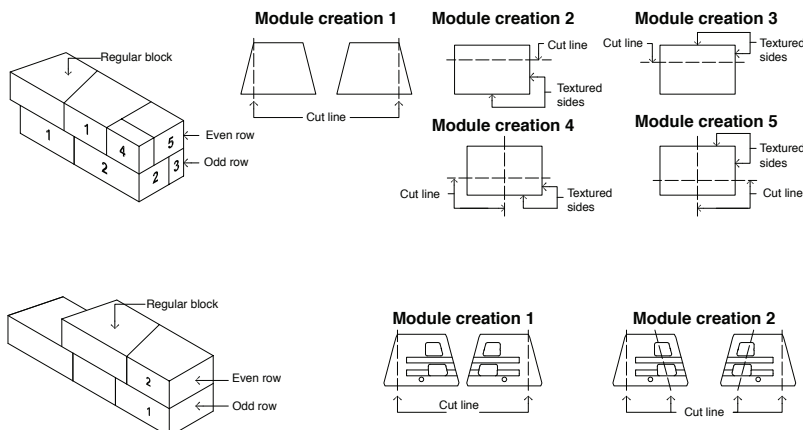 Module creation 1
Module creation 2
Module creation 3
Regular block
Cut line
Textured
sides
Cut line
Textured
sides
Cut line
Module creation 4
Module creation 5
1
1
4
5
Even row
1
2
2
3
Odd row
Cut line
Textured
sides
Textured
sides
Cut line
Regular block
Module creation 1
Module creation 2
2
Even row
1
Odd row
Cut line
Cut line